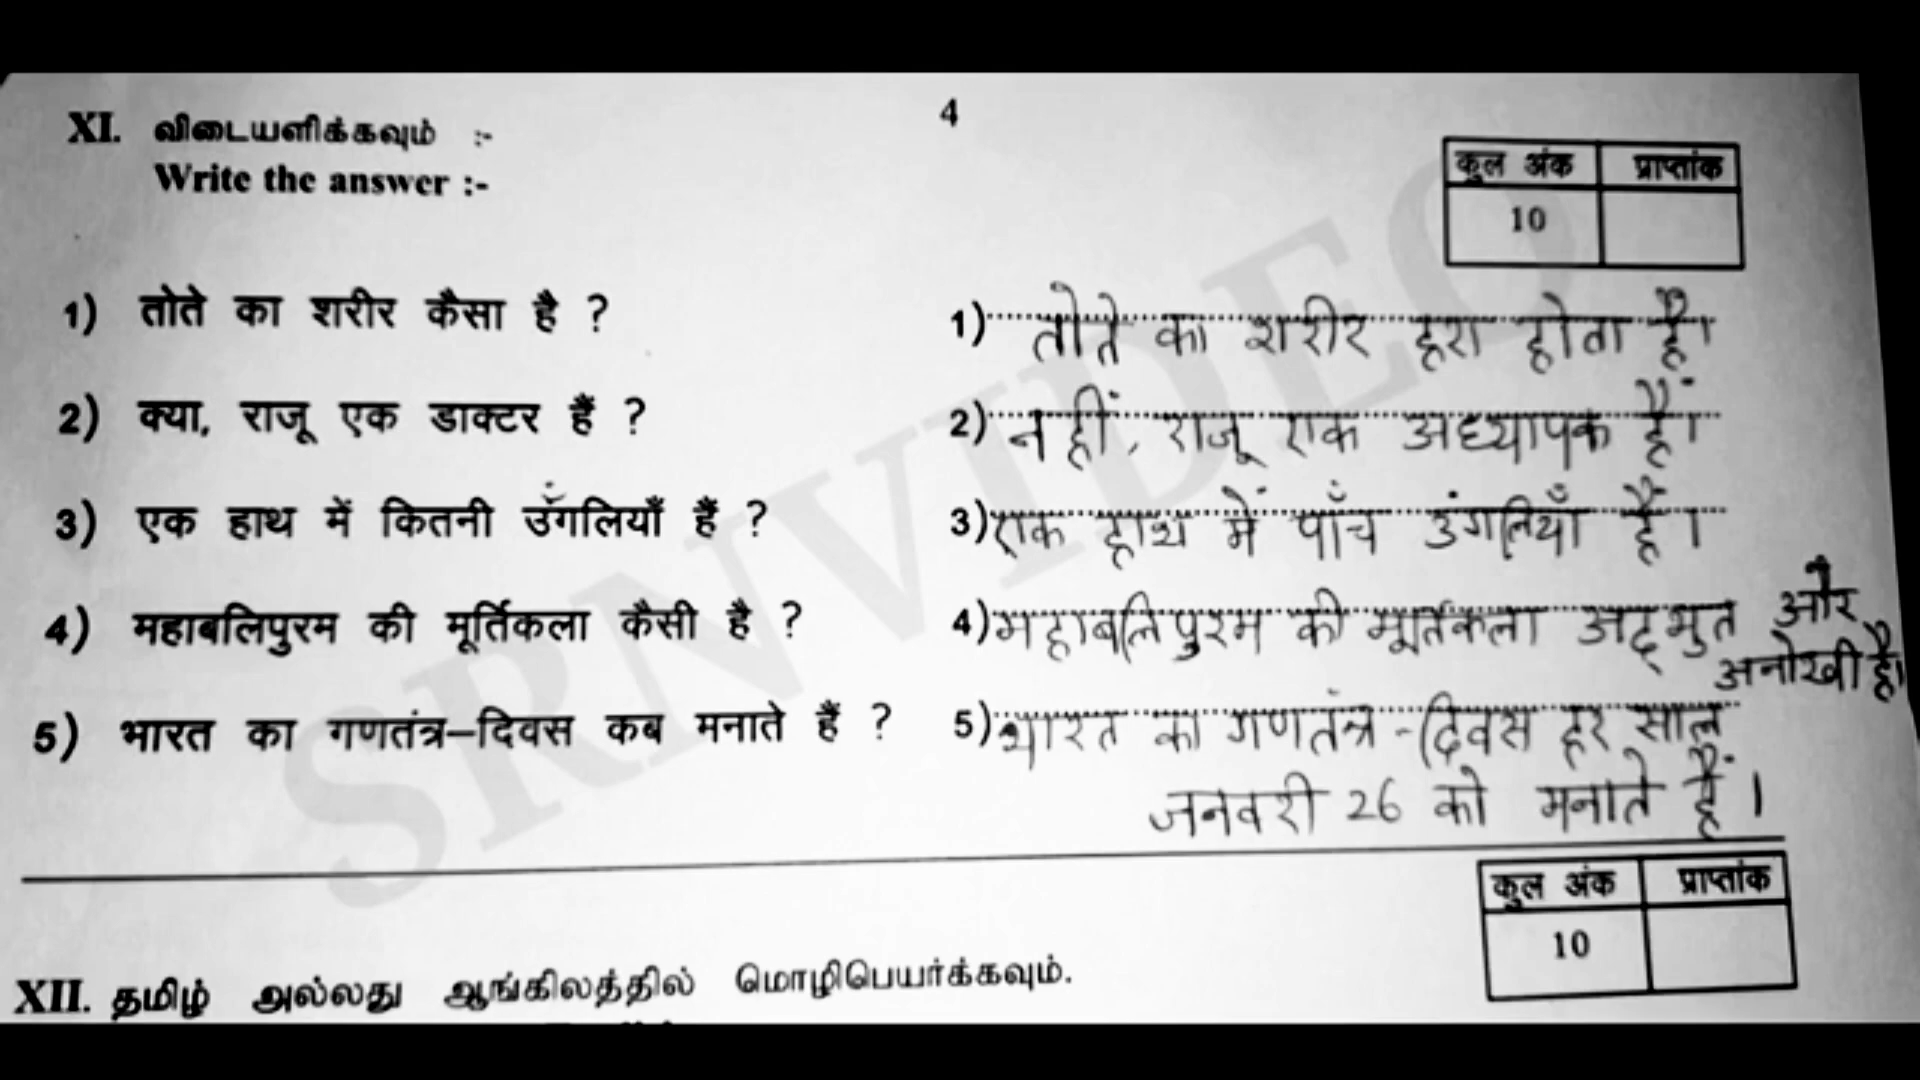 4
XI. விடையளிக்கவும் :-
Write the answer :-
कुल अंक प्राप्तांक
10
1) तोते का शरीर कैसा है ? 1) तोते का शरीर हरा होता है।
2) क्या, राजू एक डाक्टर हैं ? 2) नहीं, राजू एक अध्यापक हैं।
3) एक हाथ में कितनी उँगलियाँ हैं ? 3) एक हाथ में पाँच उंगलियाँ हैं।
4) महाबलिपुरम की मूर्तिकला कैसी है ? 4) महाबलिपुरम की मूर्तिकला अद्भुत और
अनोखी है।
5) भारत का गणतंत्र–दिवस कब मनाते हैं ? 5) भारत का गणतंत्र-दिवस हर साल
जनवरी 26 को मनाते हैं।
कुल अंक प्राप्तांक
10
XII. தமிழ் அல்லது ஆங்கிலத்தில் மொழிபெயர்க்கவும்.
SRNVIDEO